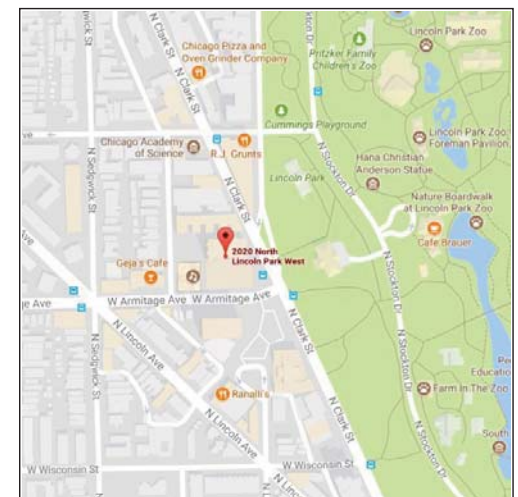 Lincoln Park Zoo
N Stockton Dr
Pritzker Family
Children's Zoo
Chicago Pizza and
Oven Grinder Company
N Clark St
Cummings Playground
Chicago Academy
of Science
R.J. Grunts
Lincoln Park Zoo
Foreman Pavilion
Hana Christian
Anderson Statue
N Sedgwick St
Lincoln Park
N Stockton Dr
Nature Boardwalk
at Lincoln Park Zoo
N Clark St
Cafe Brauer
2020 North
Lincoln Park West
Geja's Cafe
Ave
W Armitage Ave
W Armitage Ave
N Lincoln Ave
N Clark St
N Stockton Dr
N Sedgwick St
Educatio
Farm In The Zoo
Ranalli's
N Clark St
N Lincoln Ave
N Stockton Dr
South
W Wisconsin St
W Wisconsin St